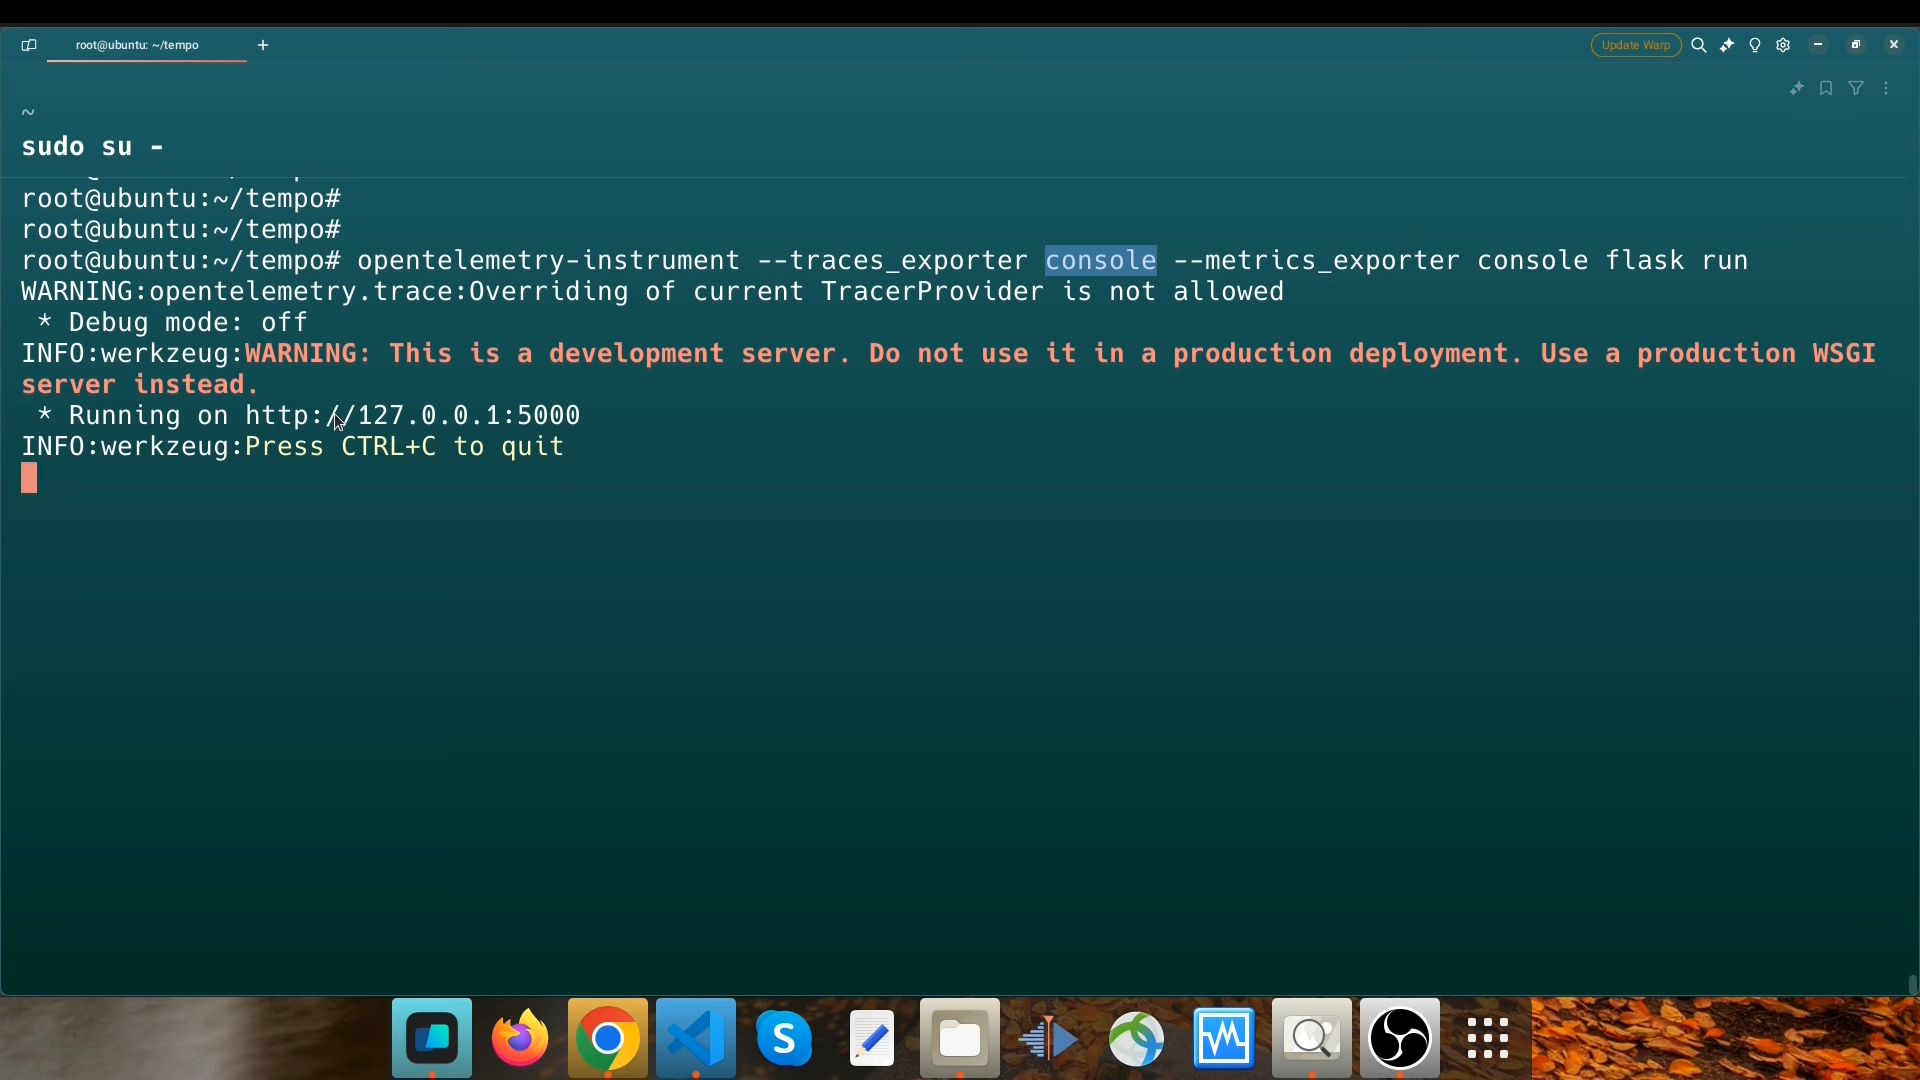 root@ubuntu: ~/tempo
Update Warp
~
sudo su -
root@ubuntu:~/tempo#
root@ubuntu:~/tempo#
root@ubuntu:~/tempo# opentelemetry-instrument --traces_exporter console --metrics_exporter console flask run
WARNING:opentelemetry.trace:Overriding of current TracerProvider is not allowed
* Debug mode: off
INFO:werkzeug:WARNING: This is a development server. Do not use it in a production deployment. Use a production WSGI
server instead.
* Running on http://127.0.0.1:5000
INFO:werkzeug:Press CTRL+C to quit
S